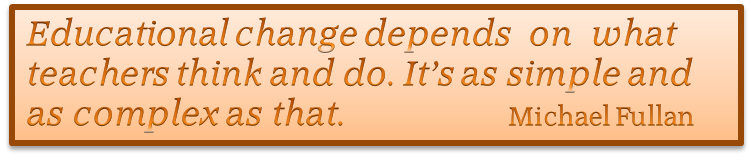 Educational change depends on what
teachers think and do. It's as simple and
as complex as that. Michael Fullan